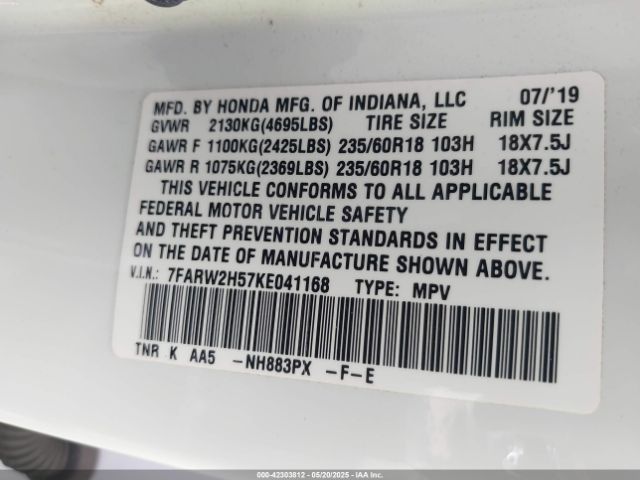 MFD. BY HONDA MFG. OF INDIANA, LLC 07/'19
GVWR 2130KG(4695LBS) TIRE SIZE RIM SIZE
GAWR F 1100KG(2425LBS) 235/60R18 103H 18X7.5J
GAWR R 1075KG(2369LBS) 235/60R18 103H 18X7.5J
THIS VEHICLE CONFORMS TO ALL APPLICABLE
FEDERAL MOTOR VEHICLE SAFETY
AND THEFT PREVENTION STANDARDS IN EFFECT
ON THE DATE OF MANUFACTURE SHOWN ABOVE.
V.I.N.: 7FARW2H57KE041168 TYPE: MPV
TNR K AA5 -NH883PX -F-E
000-42303812 - 05/20/2025 - IAA Inc.